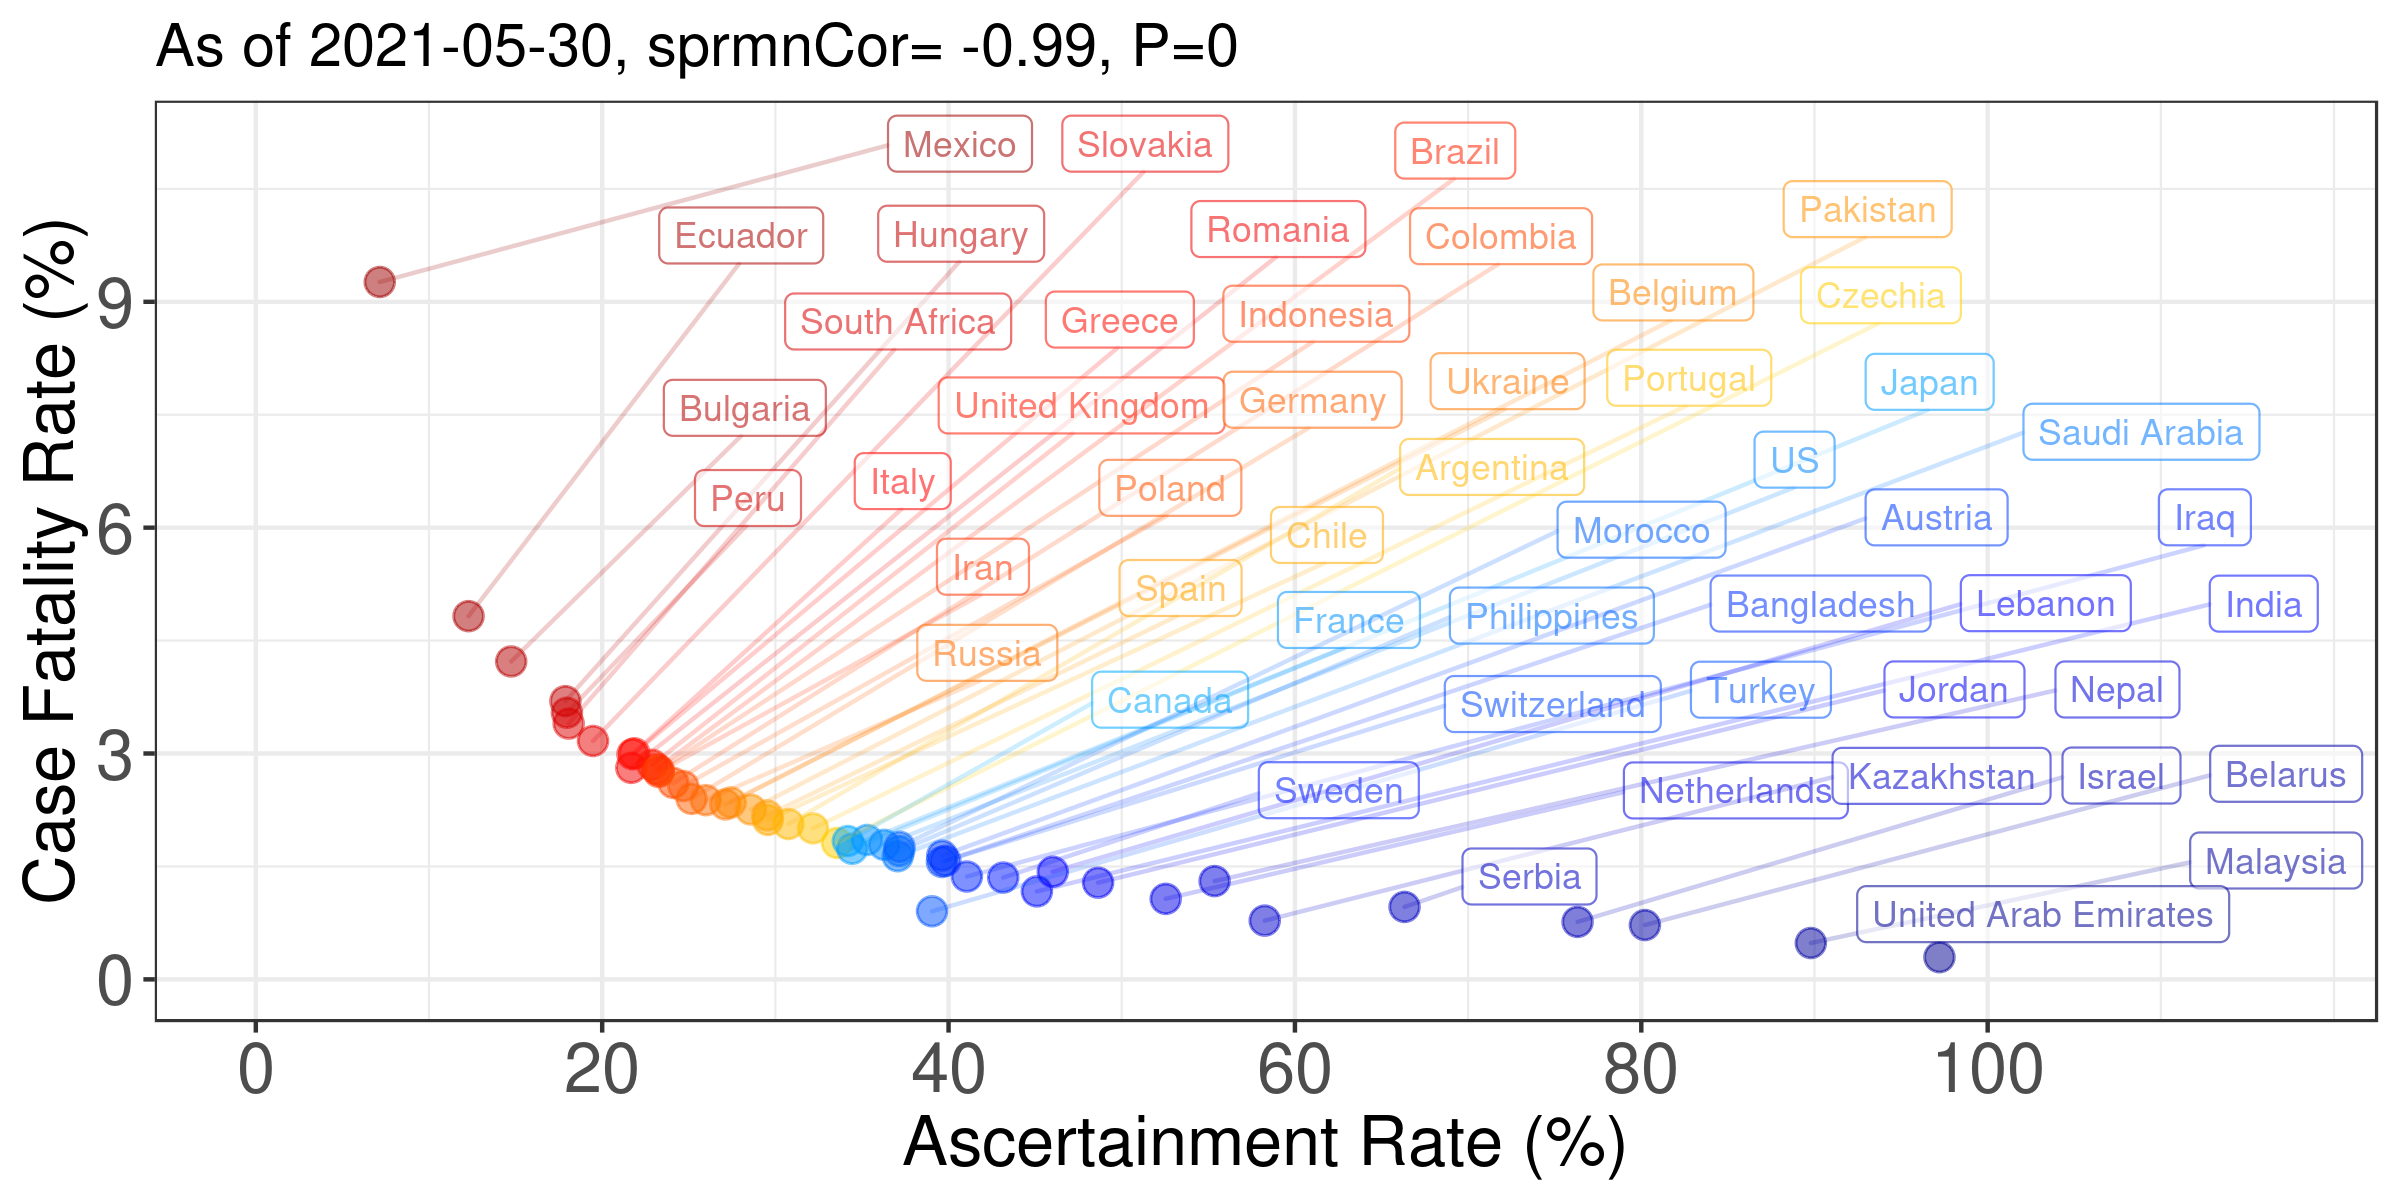 As of 2021-05-30, sprmnCor= -0.99, P=0
Case Fatality Rate (%)
9
6
3
0
Mexico
Slovakia
Brazil
Pakistan
Ecuador
Hungary
Romania
Colombia
Belgium
Czechia
South Africa
Greece
Indonesia
Ukraine
Portugal
Japan
Bulgaria
United Kingdom
Germany
Saudi Arabia
Peru
Italy
Poland
Argentina
US
Iran
Chile
Morocco
Austria
Iraq
Spain
Russia
France
Philippines
Bangladesh
Lebanon
India
Canada
Switzerland
Turkey
Jordan
Nepal
Sweden
Netherlands
Kazakhstan
Israel
Belarus
Serbia
Malaysia
United Arab Emirates
0
20
40
60
80
100
Ascertainment Rate (%)